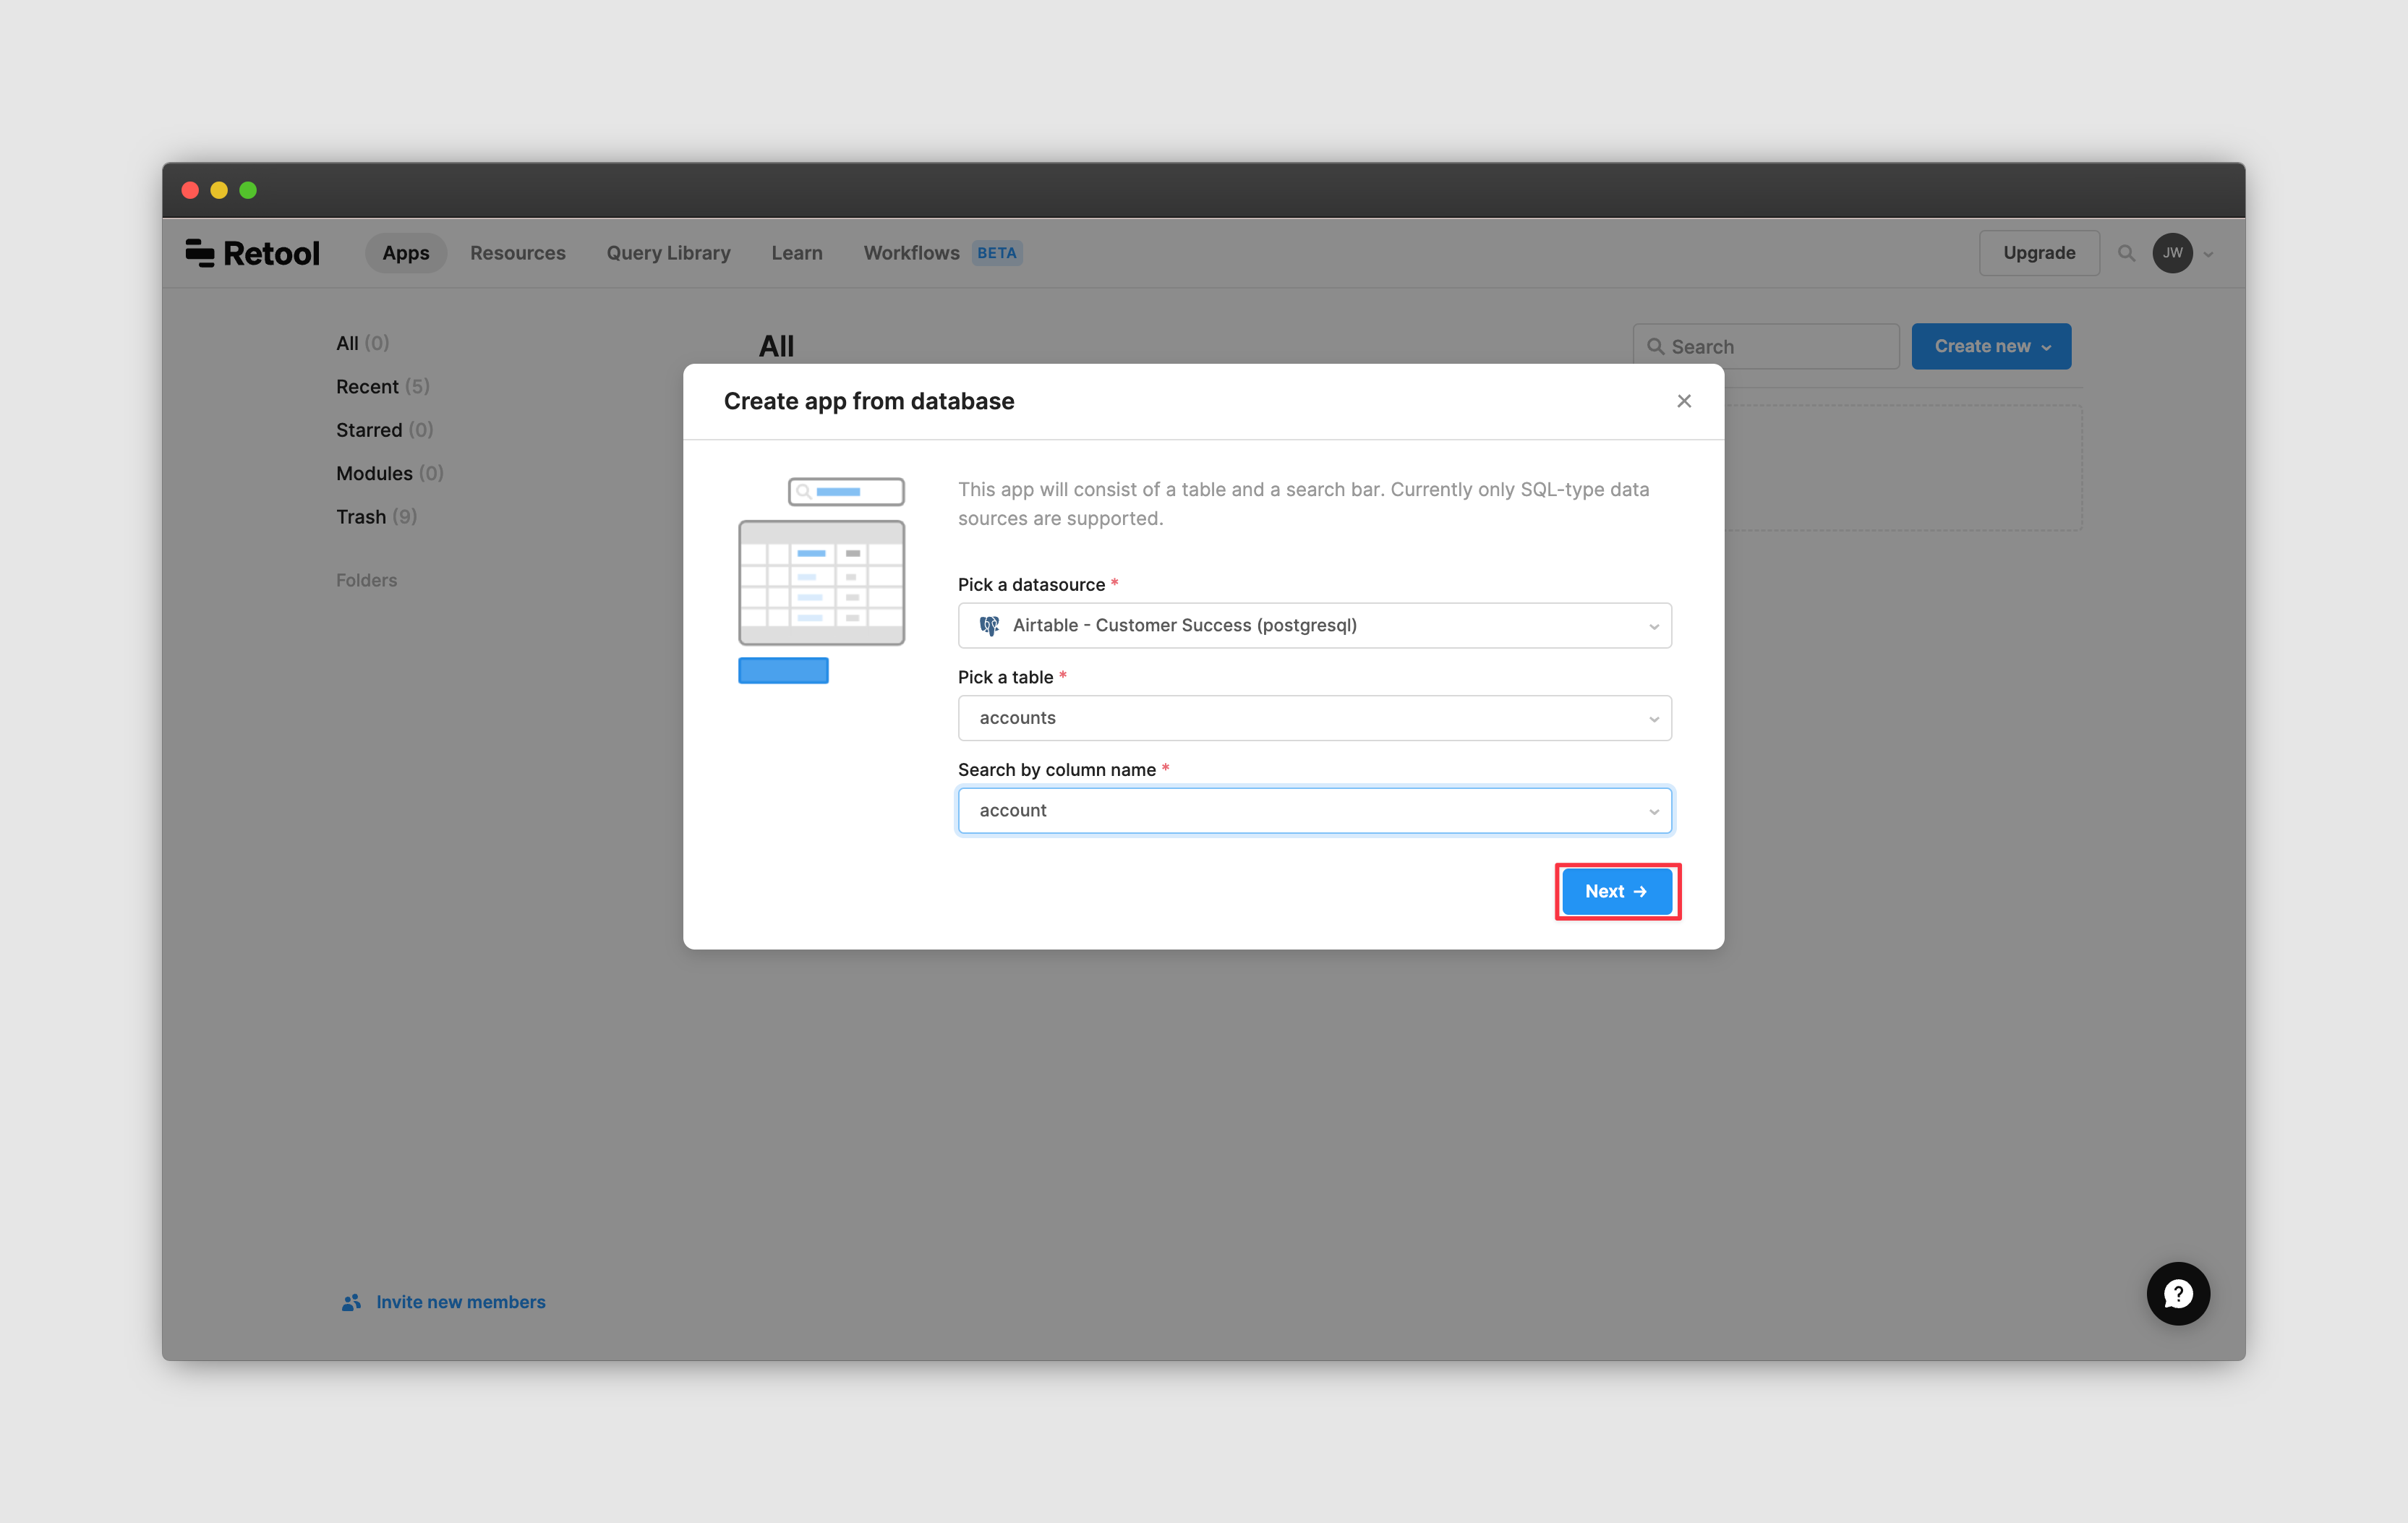 Retool
Apps
Resources
Query Library
Learn
Workflows BETA
Upgrade
JW
All (0)
Recent (5)
Starred (0)
Modules (0)
Trash (9)
Folders
All
Search
Create new
Create app from database
This app will consist of a table and a search bar. Currently only SQL-type data
sources are supported.
Pick a datasource *
Airtable - Customer Success (postgresql)
Pick a table *
accounts
Search by column name *
account
Next →
Invite new members
?